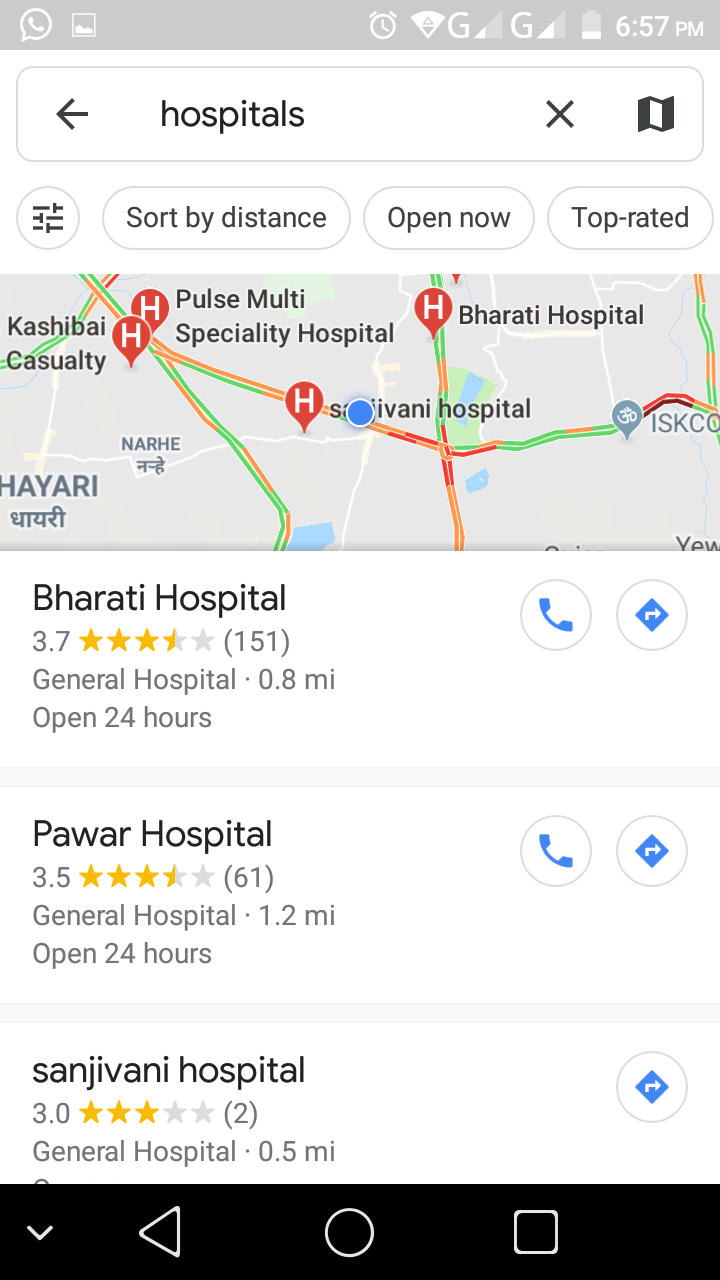 G G 6:57 PM
hospitals
Sort by distance
Open now
Top-rated
Pulse Multi
Speciality Hospital
Kashibai
Casualty
Bharati Hospital
hospital
ISKCO
NARHE
नऱ्हे
HAYARI
धायरी
Yew
Bharati Hospital
3.7 (151)
General Hospital · 0.8 mi
Open 24 hours
Pawar Hospital
3.5 (61)
General Hospital · 1.2 mi
Open 24 hours
sanjivani hospital
3.0 (2)
General Hospital · 0.5 mi